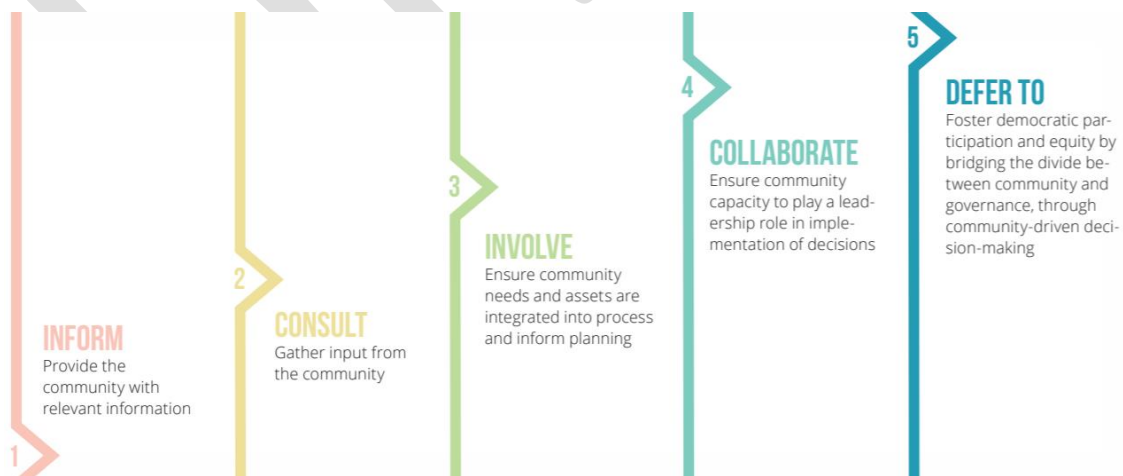 1
INFORM
Provide the
community with
relevant information
2
CONSULT
Gather input from
the community
3
INVOLVE
Ensure community
needs and assets are
integrated into process
and inform planning
4
COLLABORATE
Ensure community
capacity to play a lead-
ership role in imple-
mentation of decisions
5
DEFER TO
Foster democratic par-
ticipation and equity by
bridging the divide be-
tween community and
governance, through
community-driven deci-
sion-making